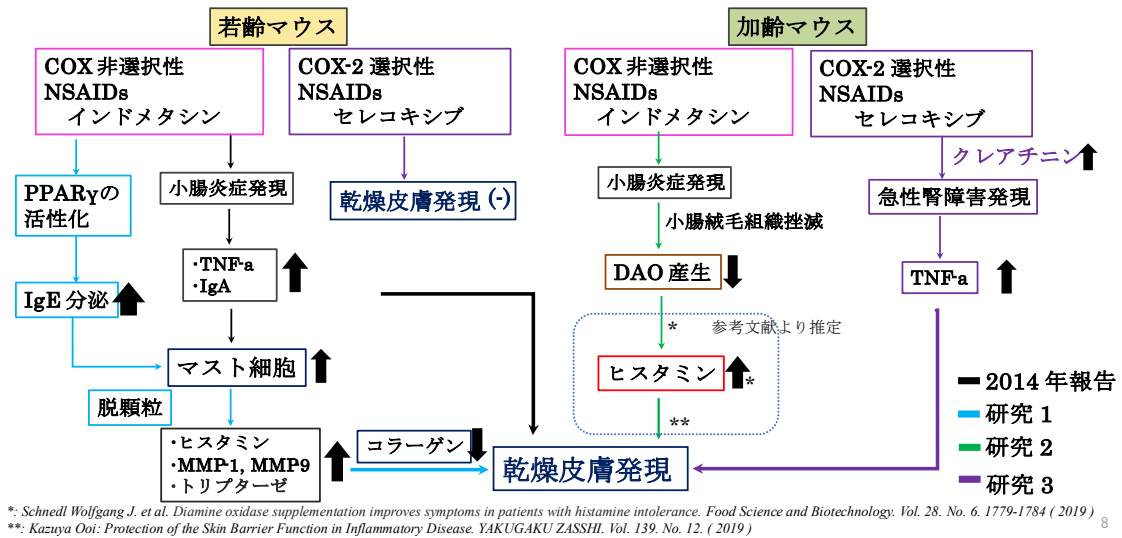 若齢マウス
COX 非選択性
NSAIDs
インドメタシン
COX-2 選択性
NSAIDs
セレコキシブ
PPARγの
活性化
小腸炎症発現
乾燥皮膚発現 (-)
・TNF-a
・IgA
IgE 分泌
マスト細胞
脱顆粒
・ヒスタミン
・MMP-1, MMP9
・トリプターゼ
コラーゲン
加齢マウス
COX 非選択性
NSAIDs
インドメタシン
COX-2 選択性
NSAIDs
セレコキシブ
クレアチニン
小腸炎症発現
急性腎障害発現
小腸絨毛組織挫滅
DAO 産生
TNF-a
* 参考文献より推定
ヒスタミン
*
**
乾燥皮膚発現
2014 年報告
研究 1
研究 2
研究 3
*: Schnedl Wolfgang J. et al. Diamine oxidase supplementation improves symptoms in patients with histamine intolerance. Food Science and Biotechnology. Vol. 28. No. 6. 1779-1784 ( 2019 )
**: Kazuya Ooi: Protection of the Skin Barrier Function in Inflammatory Disease. YAKUGAKU ZASSHI. Vol. 139. No. 12. ( 2019 )
8